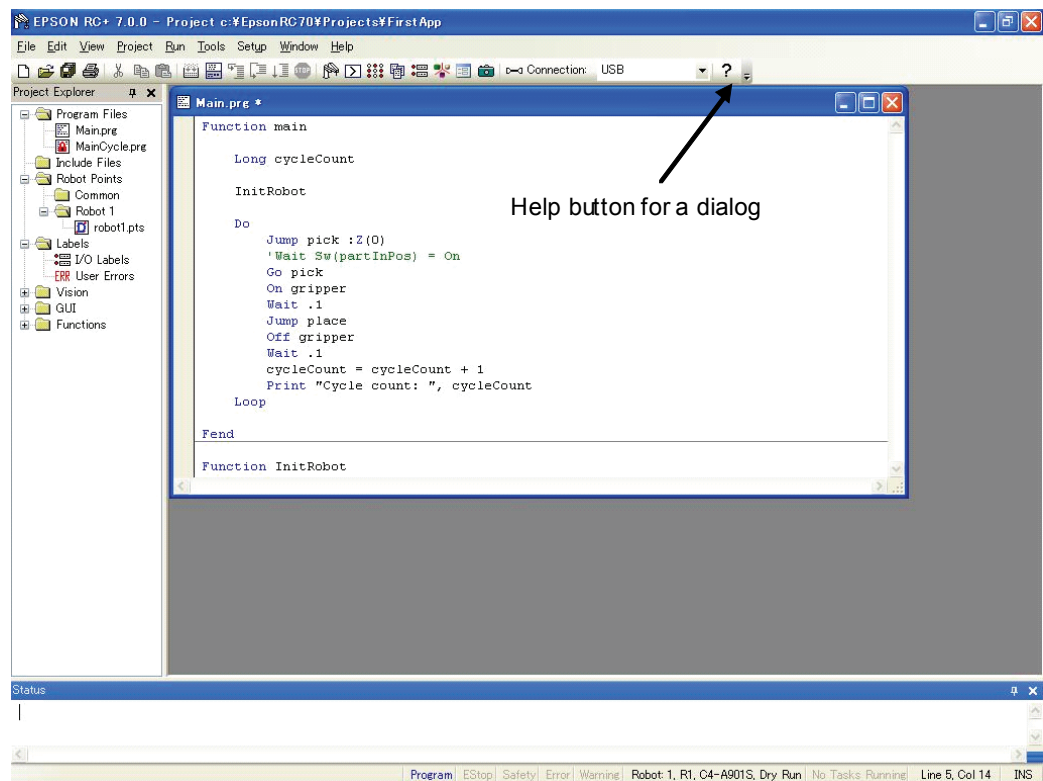 EPSON RC+ 7.0.0 - Project c:¥EpsonRC70¥Projects¥FirstApp
File Edit View Project Run Tools Setup Window Help
Connection: USB
?
Project Explorer
Program Files
Main.prg
MainCycle.prg
Include Files
Robot Points
Common
Robot 1
robot1.pts
Labels
I/O Labels
ERR User Errors
Vision
GUI
Functions
Main.prg *
Function main
Long cycleCount
InitRobot
Do
Jump pick :Z(0)
'Wait Sw(partInPos) = On
Go pick
On gripper
Wait .1
Jump place
Off gripper
Wait .1
cycleCount = cycleCount + 1
Print "Cycle count: ", cycleCount
Loop
Fend
Function InitRobot
Help button for a dialog
Status
Program EStop Safety Error Warning Robot: 1, R1, C4-A901S, Dry Run No Tasks Running Line 5, Col 14 INS